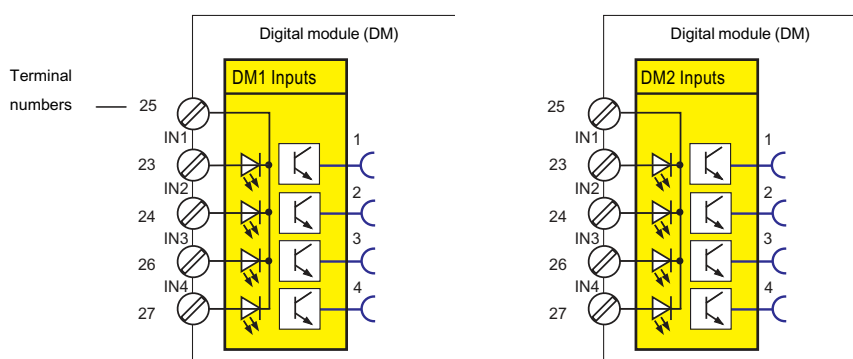 Digital module (DM)
DM1 Inputs
Terminal
numbers
25
IN1
1
23
IN2
2
24
IN3
3
26
IN4
4
27
Digital module (DM)
DM2 Inputs
25
IN1
1
23
IN2
2
24
IN3
3
26
IN4
4
27